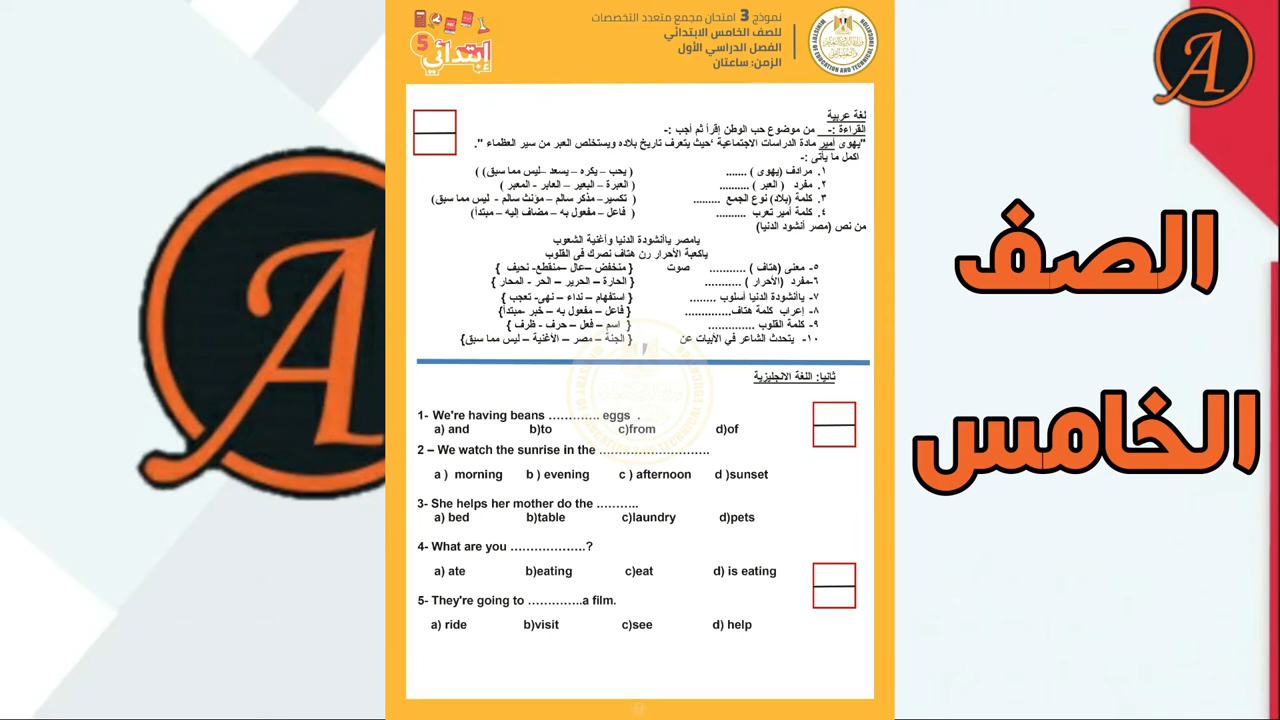 نموذج 3 امتحان مجمع متعدد التخصصات
للصف الخامس الابتدائي
الفصل الدراسي الأول
الزمن: ساعتان
إبتدائي 5
لغة عربية
القراءة :- من موضوع حب الوطن إقرأ ثم أجب :-
"يهوى أمير مادة الدراسات الاجتماعية ‘حيث يتعرف تاريخ بلاده ويستخلص العبر من سير العظماء ".
اكمل ما يأتى :-
١. مرادف (يهوى ) ....... ( يحب – يكره – يسعد –ليس مما سبق) )
٢. مفرد ( العبر ) .......... ( العبرة – البعير – العابر - المعبر )
٣. كلمة (بلاد) نوع الجمع ......... ( تكسير– مذكر سالم – مؤنث سالم - ليس مما سبق)
٤. كلمة أمير تعرب .......... ( فاعل – مفعول به – مضاف إليه – مبتدأ)
من نص (مصر أنشود الدنيا)
يامصر ياأنشودة الدنيا وأغنية الشعوب
ياكعبة الأحرار رن هتاف نصرك فى القلوب
٥- معنى (هتاف ) ........... صوت { منخفض –عال –منقطع- نحيف }
٦-مفرد (الأحرار ) ........... { الحارة – الحرير – الحر - المحار }
٧- ياأنشودة الدنيا أسلوب ........ { استفهام – نداء – نهى- تعجب }
٨- إعراب كلمة هتاف.............. { فاعل – مفعول به – خبر -مبتدأ}
٩- كلمة القلوب .............. { اسم – فعل – حرف - ظرف }
١٠- يتحدث الشاعر في الأبيات عن { الجنة – مصر – الأغنية – ليس مما سبق}
ثانيا: اللغة الانجليزية
1- We're having beans …………. eggs .
a) and b)to c)from d)of
2 – We watch the sunrise in the …………………………
a ) morning b ) evening c ) afternoon d )sunset
3- She helps her mother do the ………..
a) bed b)table c)laundry d)pets
4- What are you ……………….?
a) ate b)eating c)eat d) is eating
5- They're going to …………..a film.
a) ride b)visit c)see d) help
الصف
الخامس
A
A